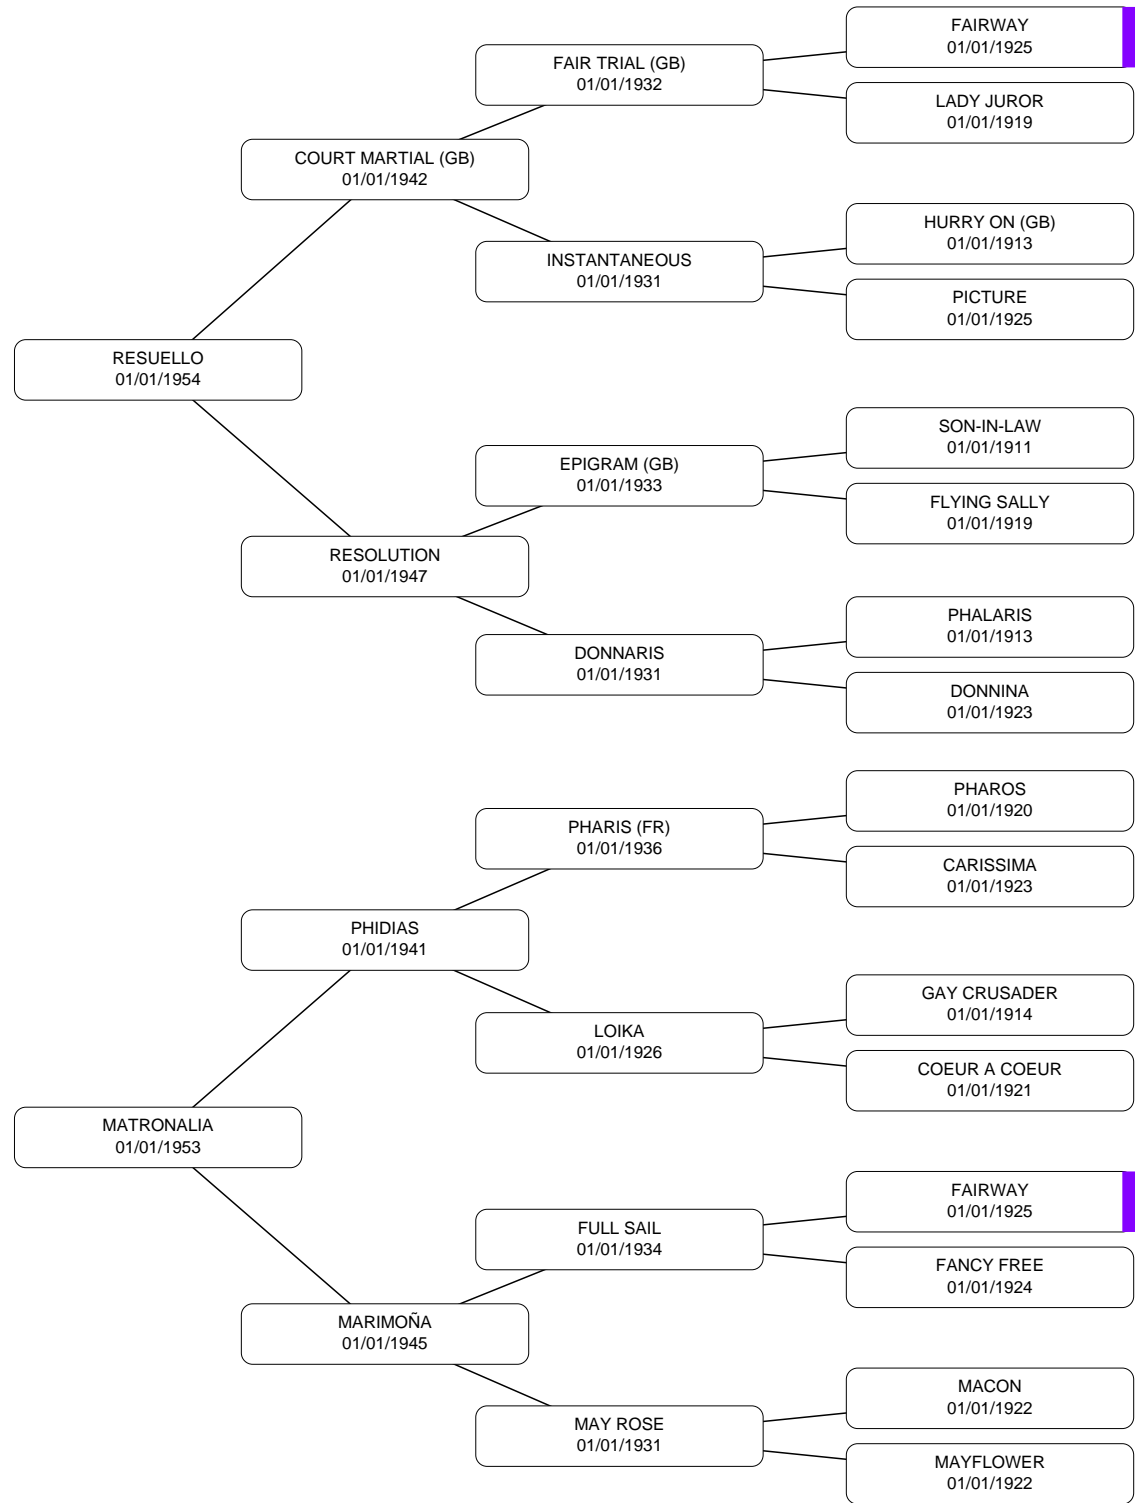 FAIRWAY
01/01/1925
FAIR TRIAL (GB)
01/01/1932
LADY JUROR
01/01/1919
COURT MARTIAL (GB)
01/01/1942
HURRY ON (GB)
01/01/1913
INSTANTANEOUS
01/01/1931
PICTURE
01/01/1925
RESUELLO
01/01/1954
SON-IN-LAW
01/01/1911
EPIGRAM (GB)
01/01/1933
FLYING SALLY
01/01/1919
RESOLUTION
01/01/1947
PHALARIS
01/01/1913
DONNARIS
01/01/1931
DONNINA
01/01/1923
PHAROS
01/01/1920
PHARIS (FR)
01/01/1936
CARISSIMA
01/01/1923
PHIDIAS
01/01/1941
GAY CRUSADER
01/01/1914
LOIKA
01/01/1926
COEUR A COEUR
01/01/1921
MATRONALIA
01/01/1953
FAIRWAY
01/01/1925
FULL SAIL
01/01/1934
FANCY FREE
01/01/1924
MARIMOÑA
01/01/1945
MACON
01/01/1922
MAY ROSE
01/01/1931
MAYFLOWER
01/01/1922